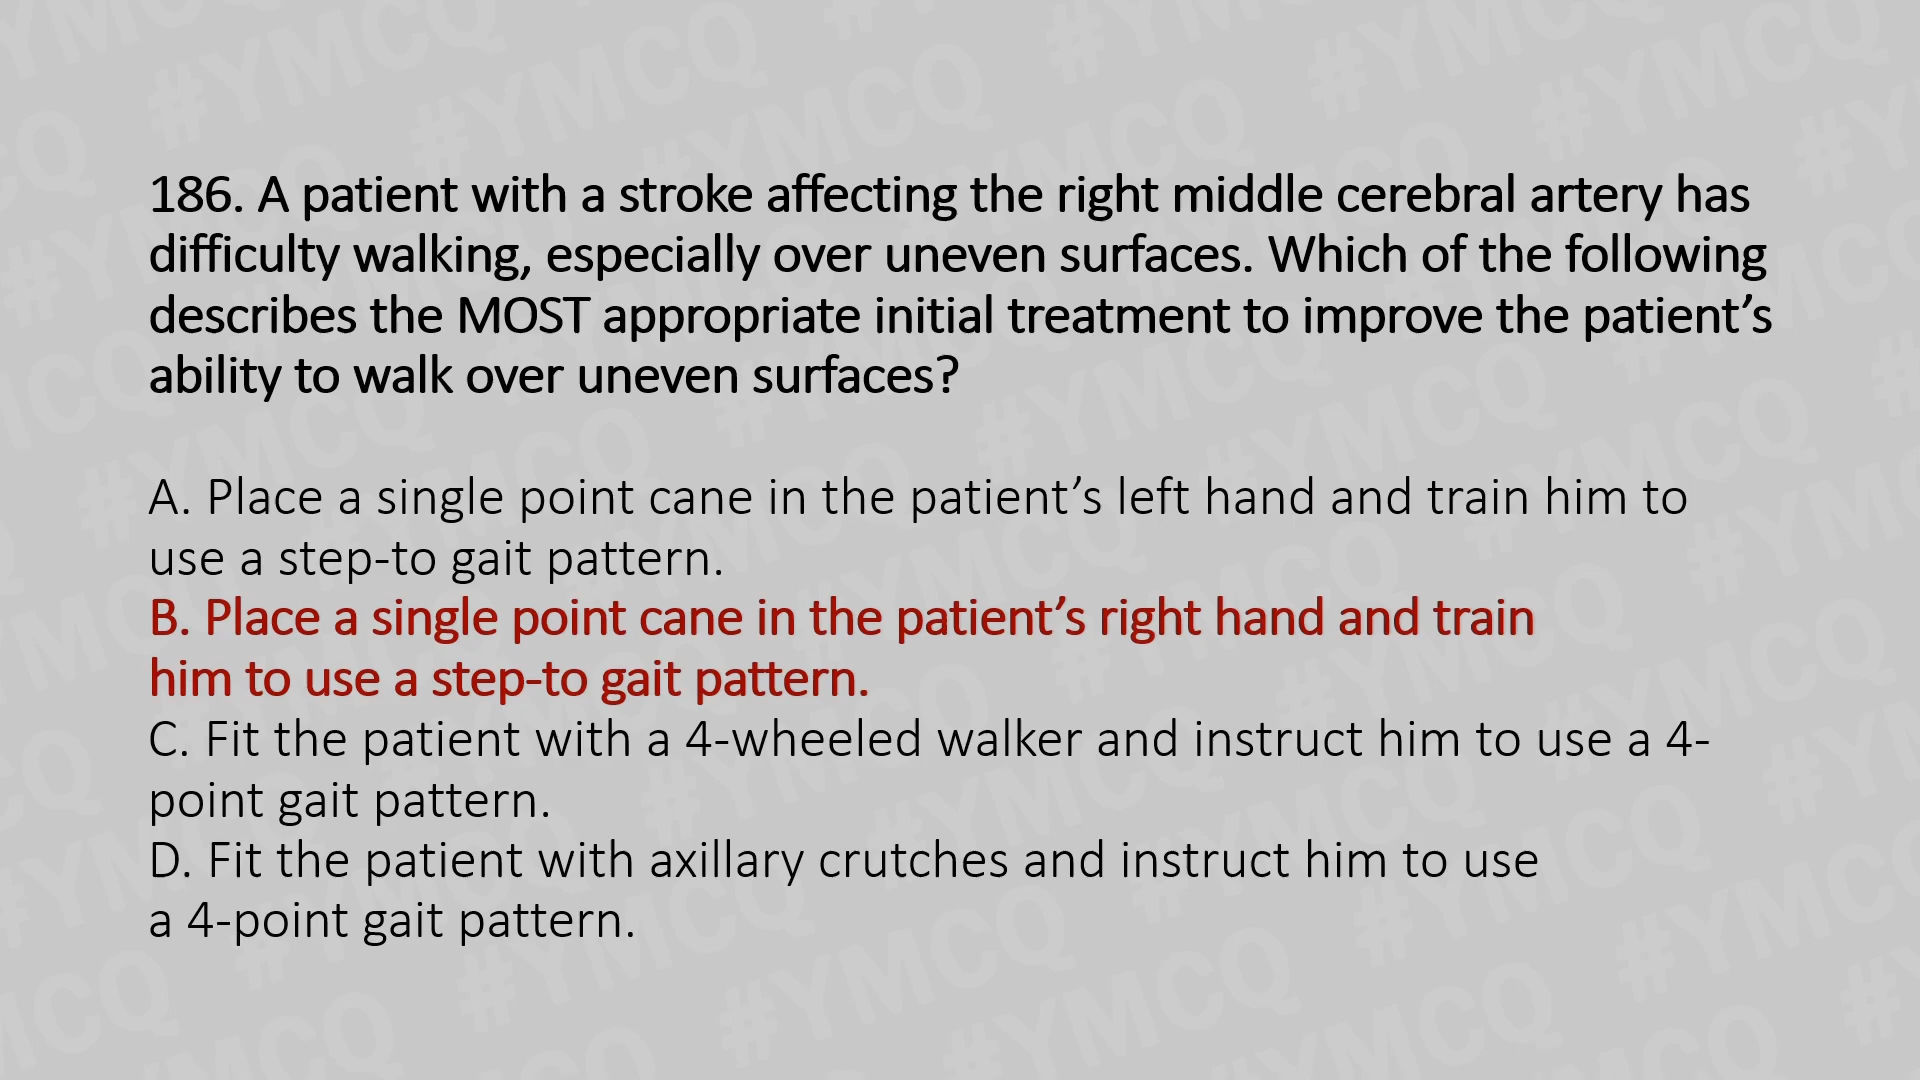 186. A patient with a stroke affecting the right middle cerebral artery has
difficulty walking, especially over uneven surfaces. Which of the following
describes the MOST appropriate initial treatment to improve the patient’s
ability to walk over uneven surfaces?
A. Place a single point cane in the patient’s left hand and train him to
use a step-to gait pattern.
B. Place a single point cane in the patient’s right hand and train
him to use a step-to gait pattern.
C. Fit the patient with a 4-wheeled walker and instruct him to use a 4-
point gait pattern.
D. Fit the patient with axillary crutches and instruct him to use
a 4-point gait pattern.
#YMCQ